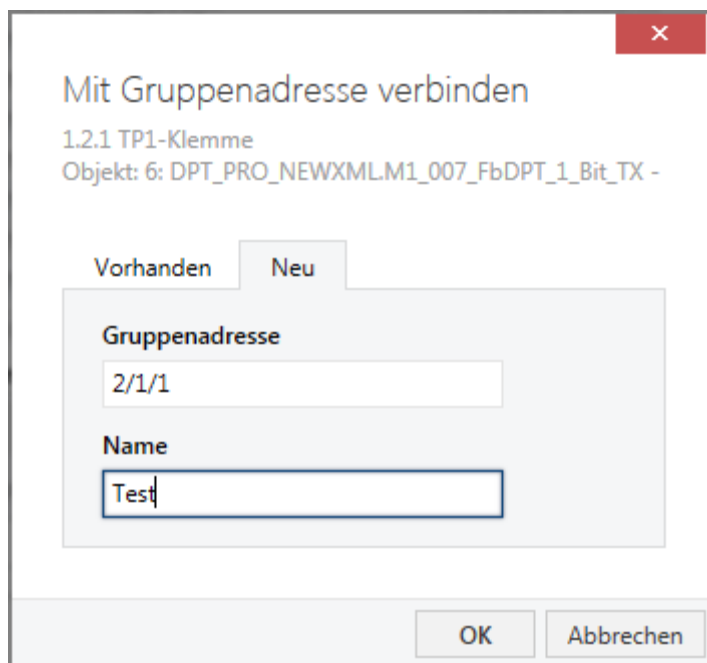 Mit Gruppenadresse verbinden
1.2.1 TP1-Klemme
Objekt: 6: DPT_PRO_NEWXML.M1_007_FbDPT_1_Bit_TX -
Vorhanden Neu
Gruppenadresse
2/1/1
Name
Test
OK Abbrechen